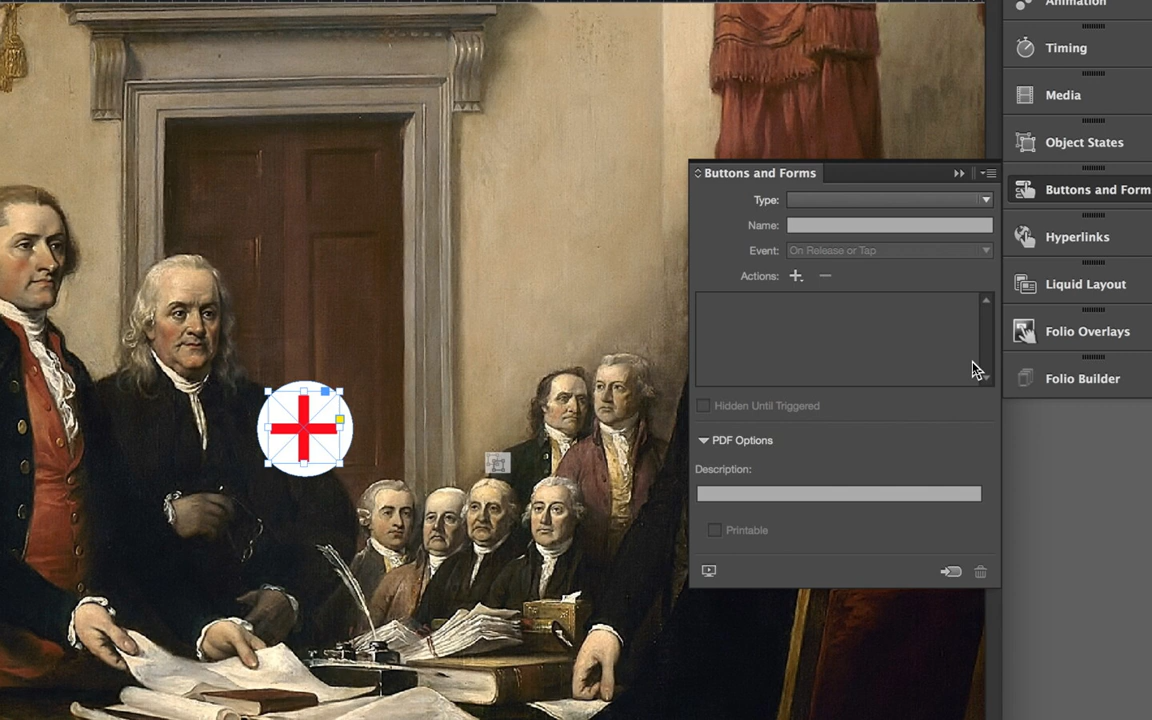 Animation
Timing
Media
Object States
Buttons and Forms
Type:
Name:
Event: On Release or Tap
Actions:
Hidden Until Triggered
PDF Options
Description:
Printable
Buttons and Form
Hyperlinks
Liquid Layout
Folio Overlays
Folio Builder